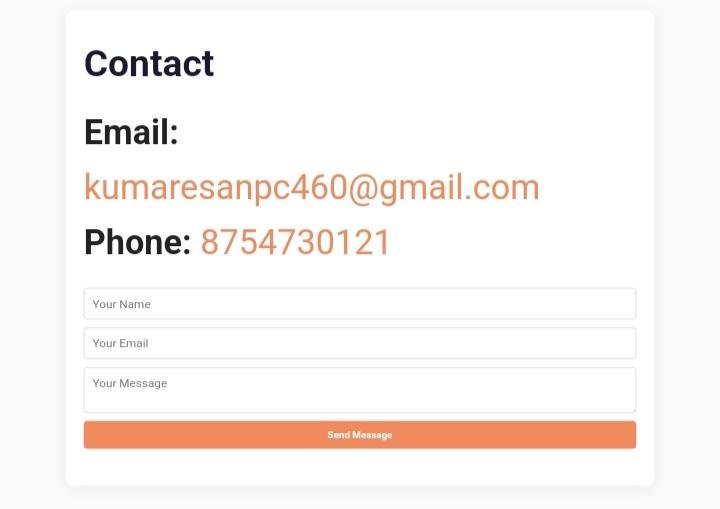 Contact
Email:
kumaresanpc460@gmail.com
Phone: 8754730121
Your Name
Your Email
Your Message
Send Message